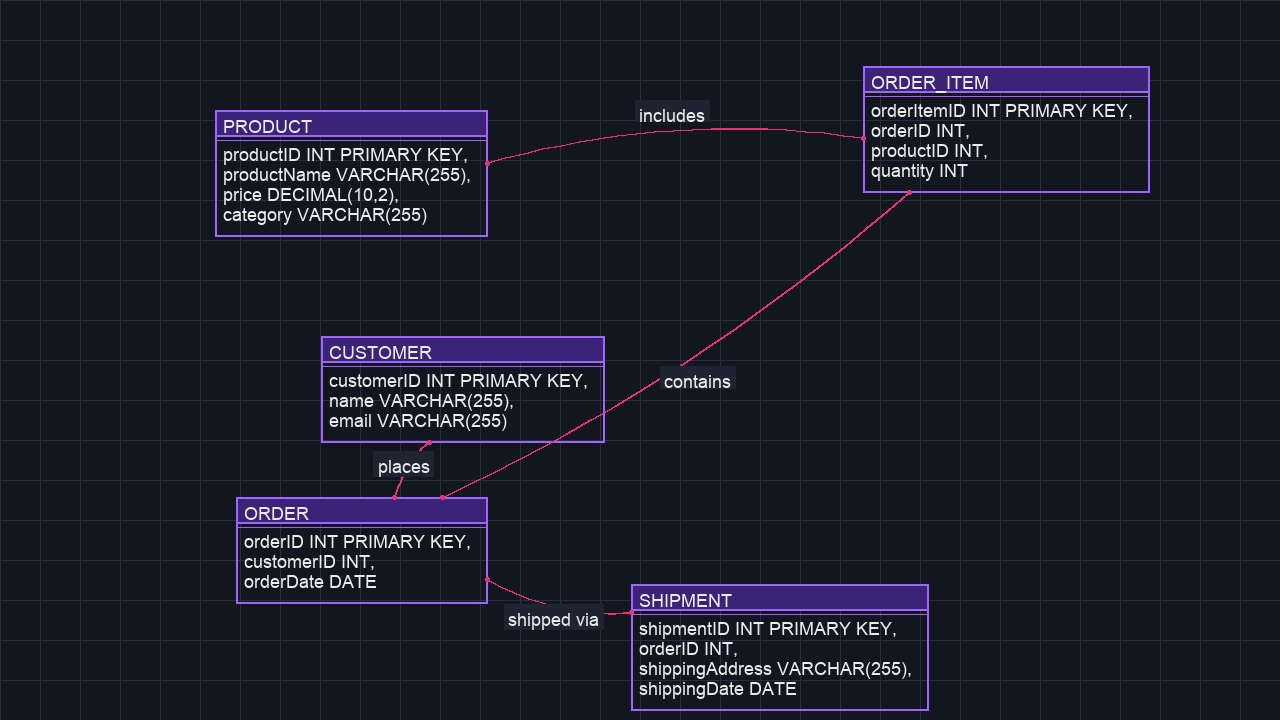 ORDER_ITEM
orderItemID INT PRIMARY KEY,
orderID INT,
productID INT,
quantity INT
includes
PRODUCT
productID INT PRIMARY KEY,
productName VARCHAR(255),
price DECIMAL(10,2),
category VARCHAR(255)
CUSTOMER
customerID INT PRIMARY KEY,
name VARCHAR(255),
email VARCHAR(255)
contains
places
ORDER
orderID INT PRIMARY KEY,
customerID INT,
orderDate DATE
shipped via
SHIPMENT
shipmentID INT PRIMARY KEY,
orderID INT,
shippingAddress VARCHAR(255),
shippingDate DATE